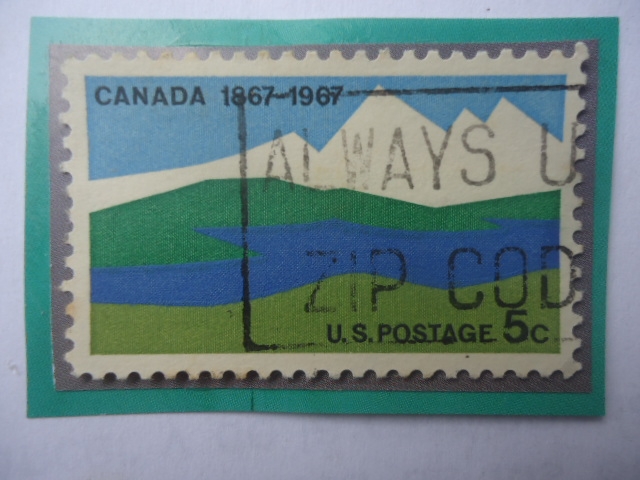 CANADA 1867-1967
ALWAYS U
ZIP COD
U.S. POSTAGE 5c